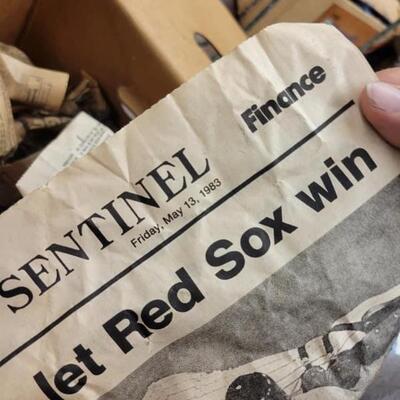 SENTINEL
Finance
Friday, May 13, 1983
let Red Sox win